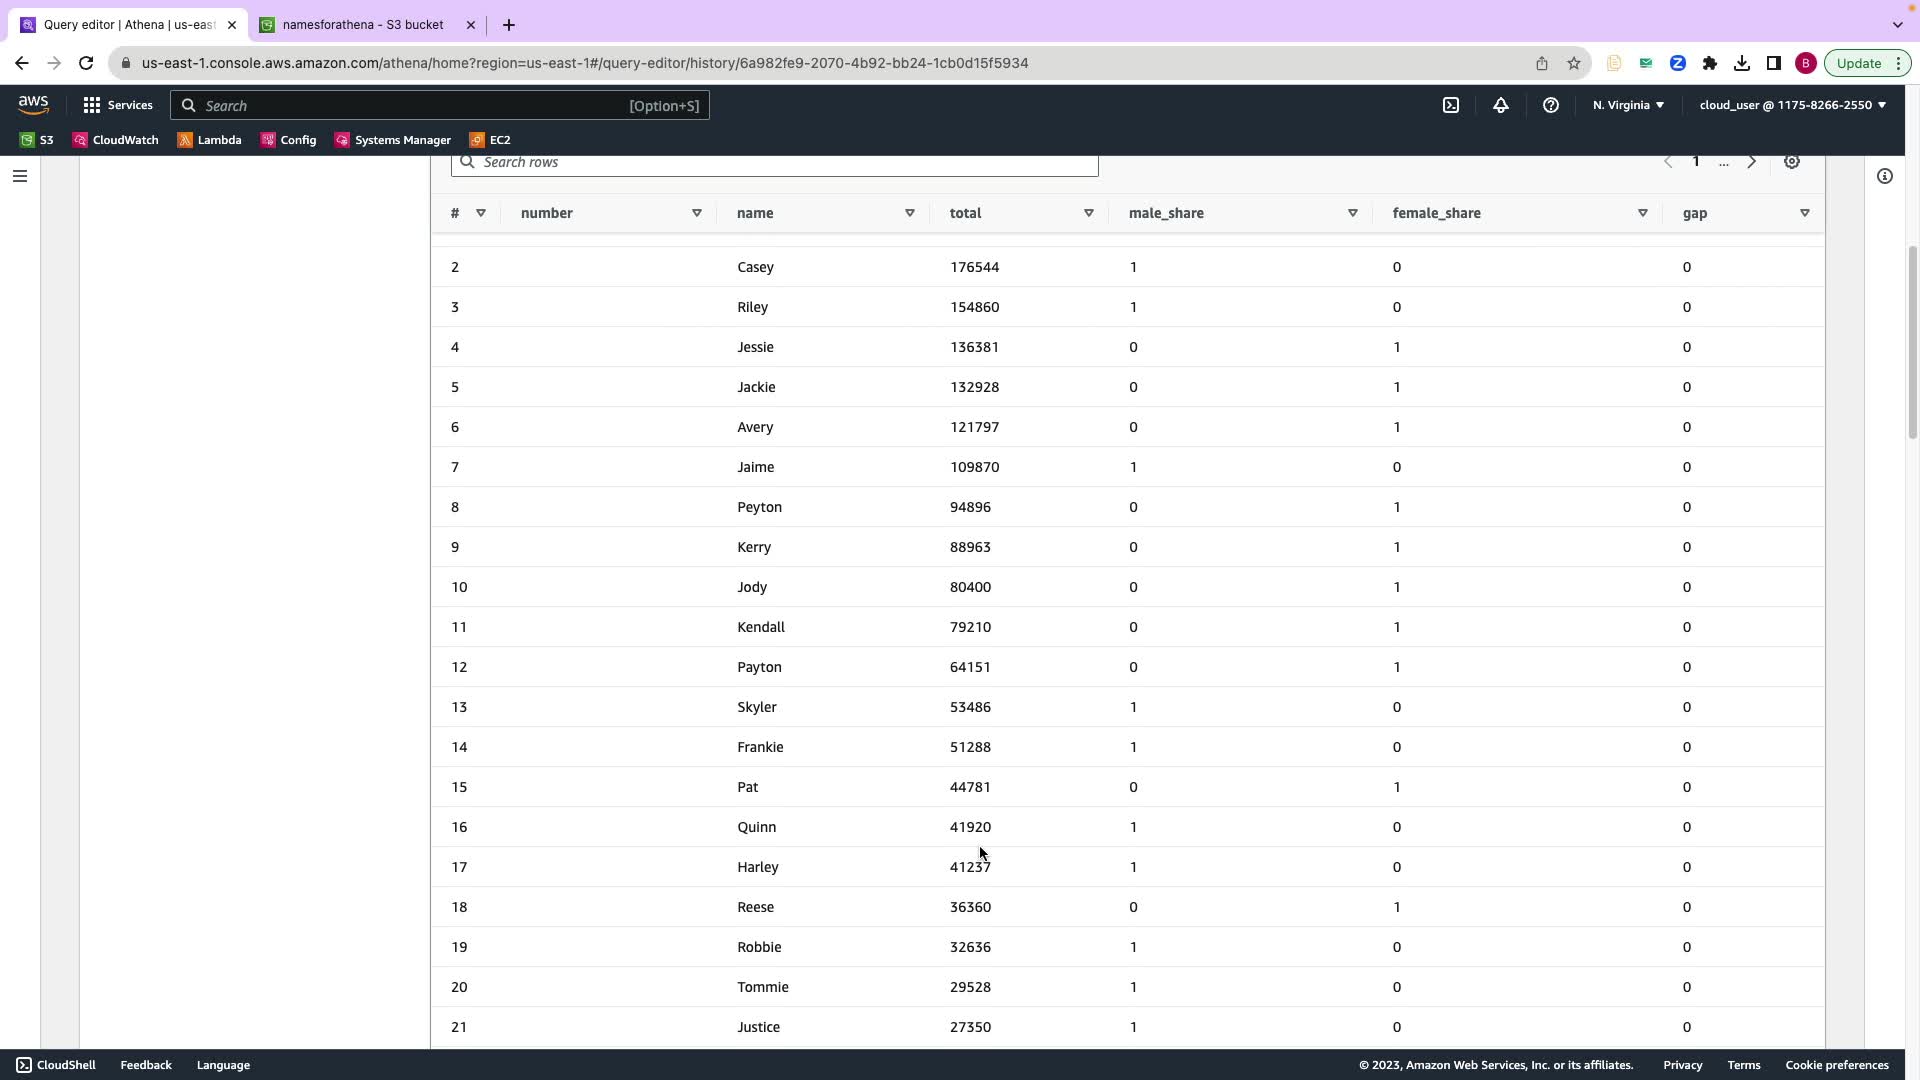 Query editor | Athena | us-east
namesforathena - S3 bucket
us-east-1.console.aws.amazon.com/athena/home?region=us-east-1#/query-editor/history/6a982fe9-2070-4b92-bb24-1cb0d15f5934
B
Update
aws
Services
Search
[Option+S]
N. Virginia
cloud_user @ 1175-8266-2550
S3 CloudWatch Lambda Config Systems Manager EC2
Search rows
1 ...
# number name total male_share female_share gap
2 Casey 176544 1 0 0
3 Riley 154860 1 0 0
4 Jessie 136381 0 1 0
5 Jackie 132928 0 1 0
6 Avery 121797 0 1 0
7 Jaime 109870 1 0 0
8 Peyton 94896 0 1 0
9 Kerry 88963 0 1 0
10 Jody 80400 0 1 0
11 Kendall 79210 0 1 0
12 Payton 64151 0 1 0
13 Skyler 53486 1 0 0
14 Frankie 51288 1 0 0
15 Pat 44781 0 1 0
16 Quinn 41920 1 0 0
17 Harley 41237 1 0 0
18 Reese 36360 0 1 0
19 Robbie 32636 1 0 0
20 Tommie 29528 1 0 0
21 Justice 27350 1 0 0
CloudShell Feedback Language © 2023, Amazon Web Services, Inc. or its affiliates. Privacy Terms Cookie preferences